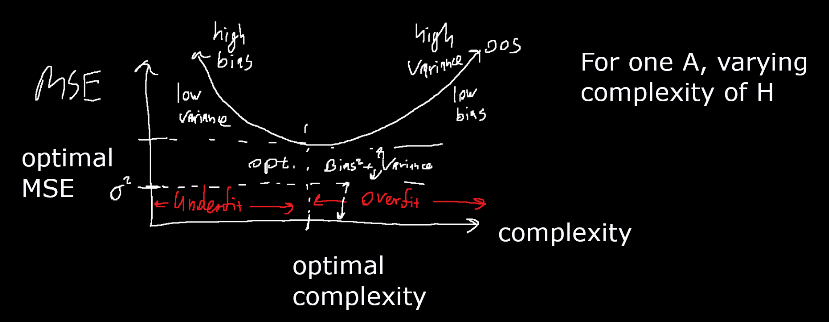 high
bias
high
variance
OOS
For one A, varying
complexity of H
MSE
low
variance
low
bias
optimal
MSE
opt. Bias² + Variance
σ²
Underfit
Overfit
complexity
optimal
complexity